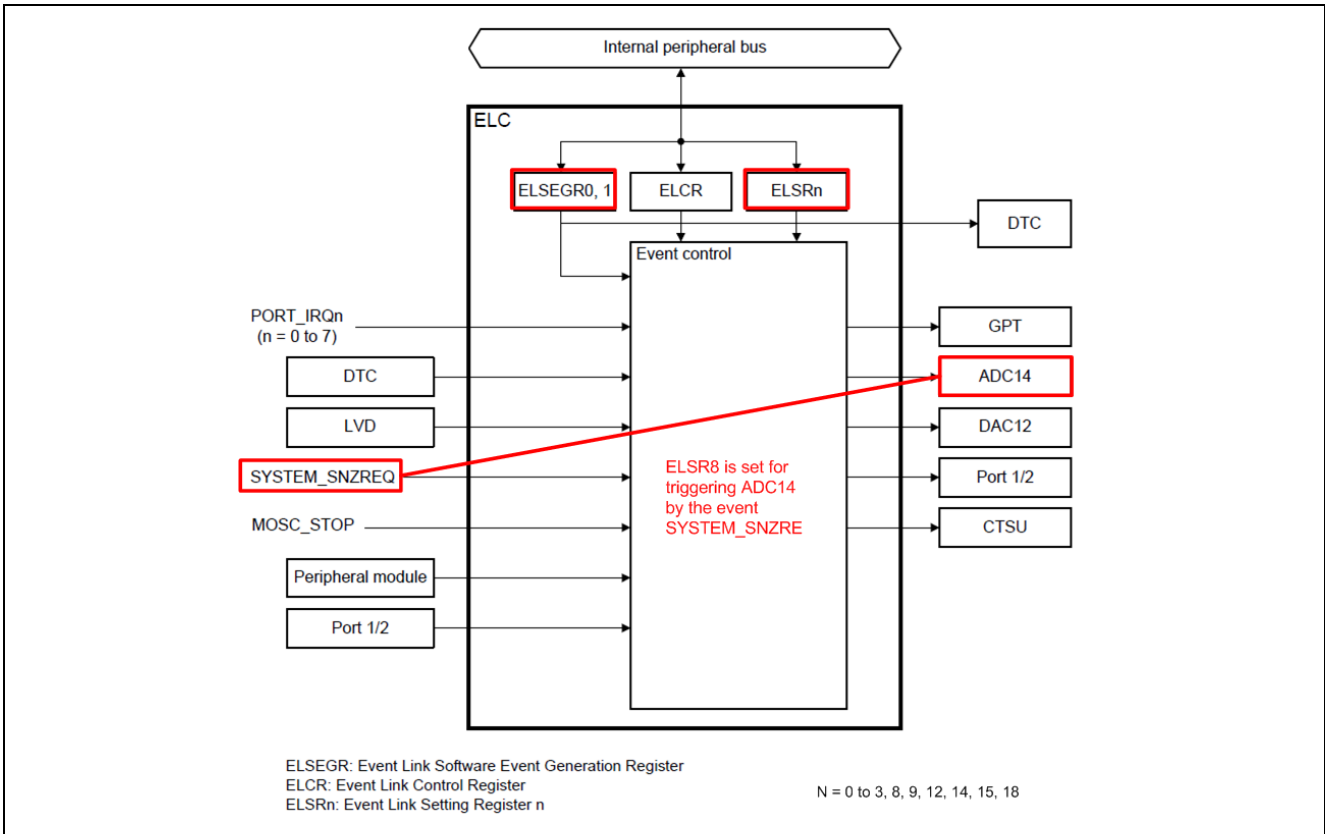 Internal peripheral bus
ELC
ELSEGR0, 1
ELCR
ELSRn
DTC
Event control
PORT_IRQn
(n = 0 to 7)
GPT
DTC
ADC14
LVD
DAC12
SYSTEM_SNZREQ
ELSR8 is set for
triggering ADC14
by the event
SYSTEM_SNZRE
Port 1/2
MOSC_STOP
CTSU
Peripheral module
Port 1/2
ELSEGR: Event Link Software Event Generation Register
ELCR: Event Link Control Register
ELSRn: Event Link Setting Register n
N = 0 to 3, 8, 9, 12, 14, 15, 18